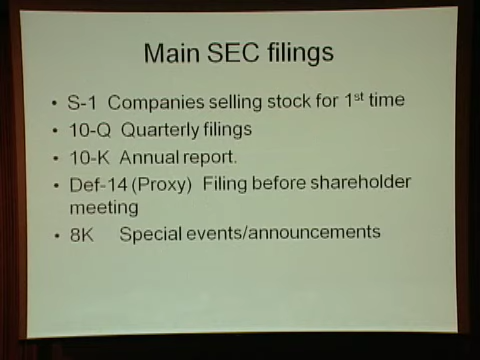 Main SEC filings
• S-1 Companies selling stock for 1st time
• 10-Q Quarterly filings
• 10-K Annual report.
• Def-14 (Proxy) Filing before shareholder
meeting
• 8K Special events/announcements